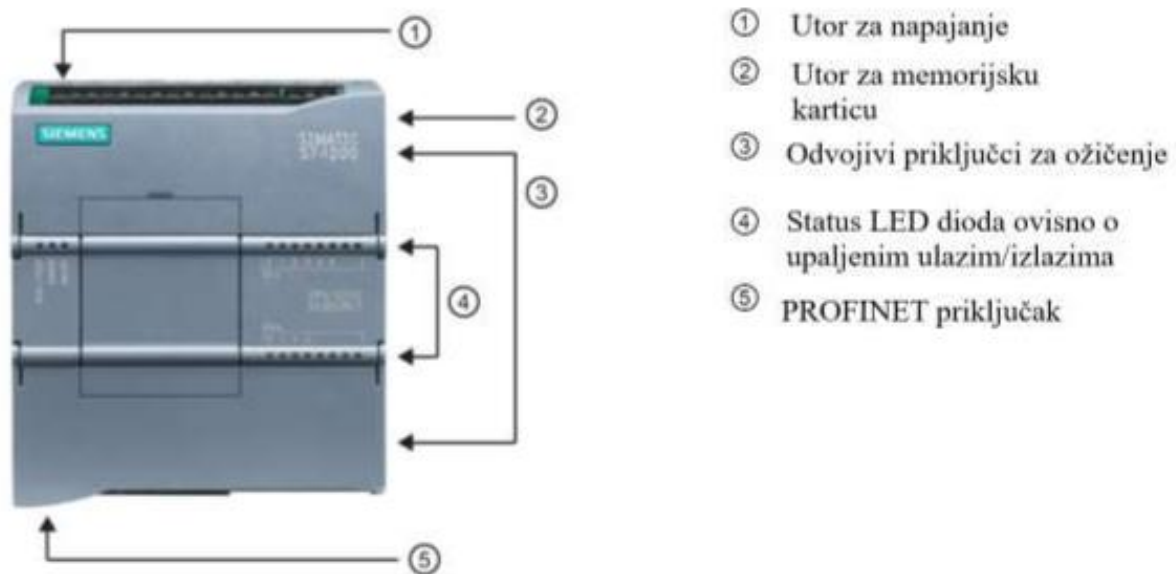 ①
SIEMENS
SIMATIC
S7-1200
②
③
④
⑤
① Utor za napajanje
② Utor za memorijsku
karticu
③ Odvojivi priključci za ožičenje
④ Status LED dioda ovisno o
upaljenim ulazim/izlazima
⑤ PROFINET priključak